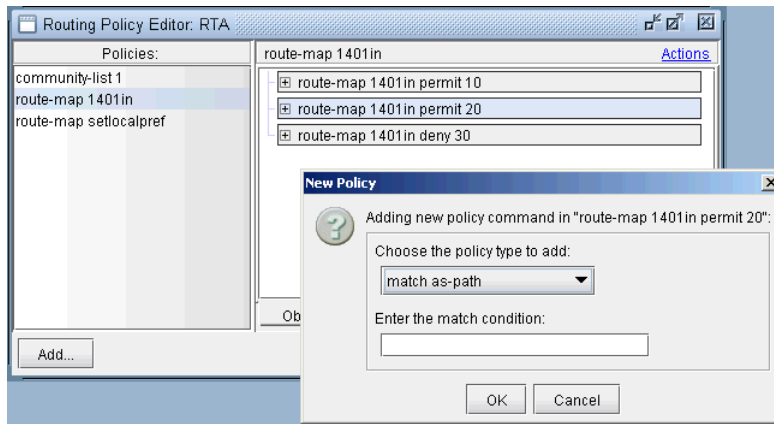 Routing Policy Editor: RTA
Policies:
community-list 1
route-map 1401in
route-map setlocalpref
Add...
route-map 1401in
Actions
route-map 1401in permit 10
route-map 1401in permit 20
route-map 1401in deny 30
Ob
New Policy
Adding new policy command in "route-map 1401in permit 20":
Choose the policy type to add:
match as-path
Enter the match condition:
OK
Cancel